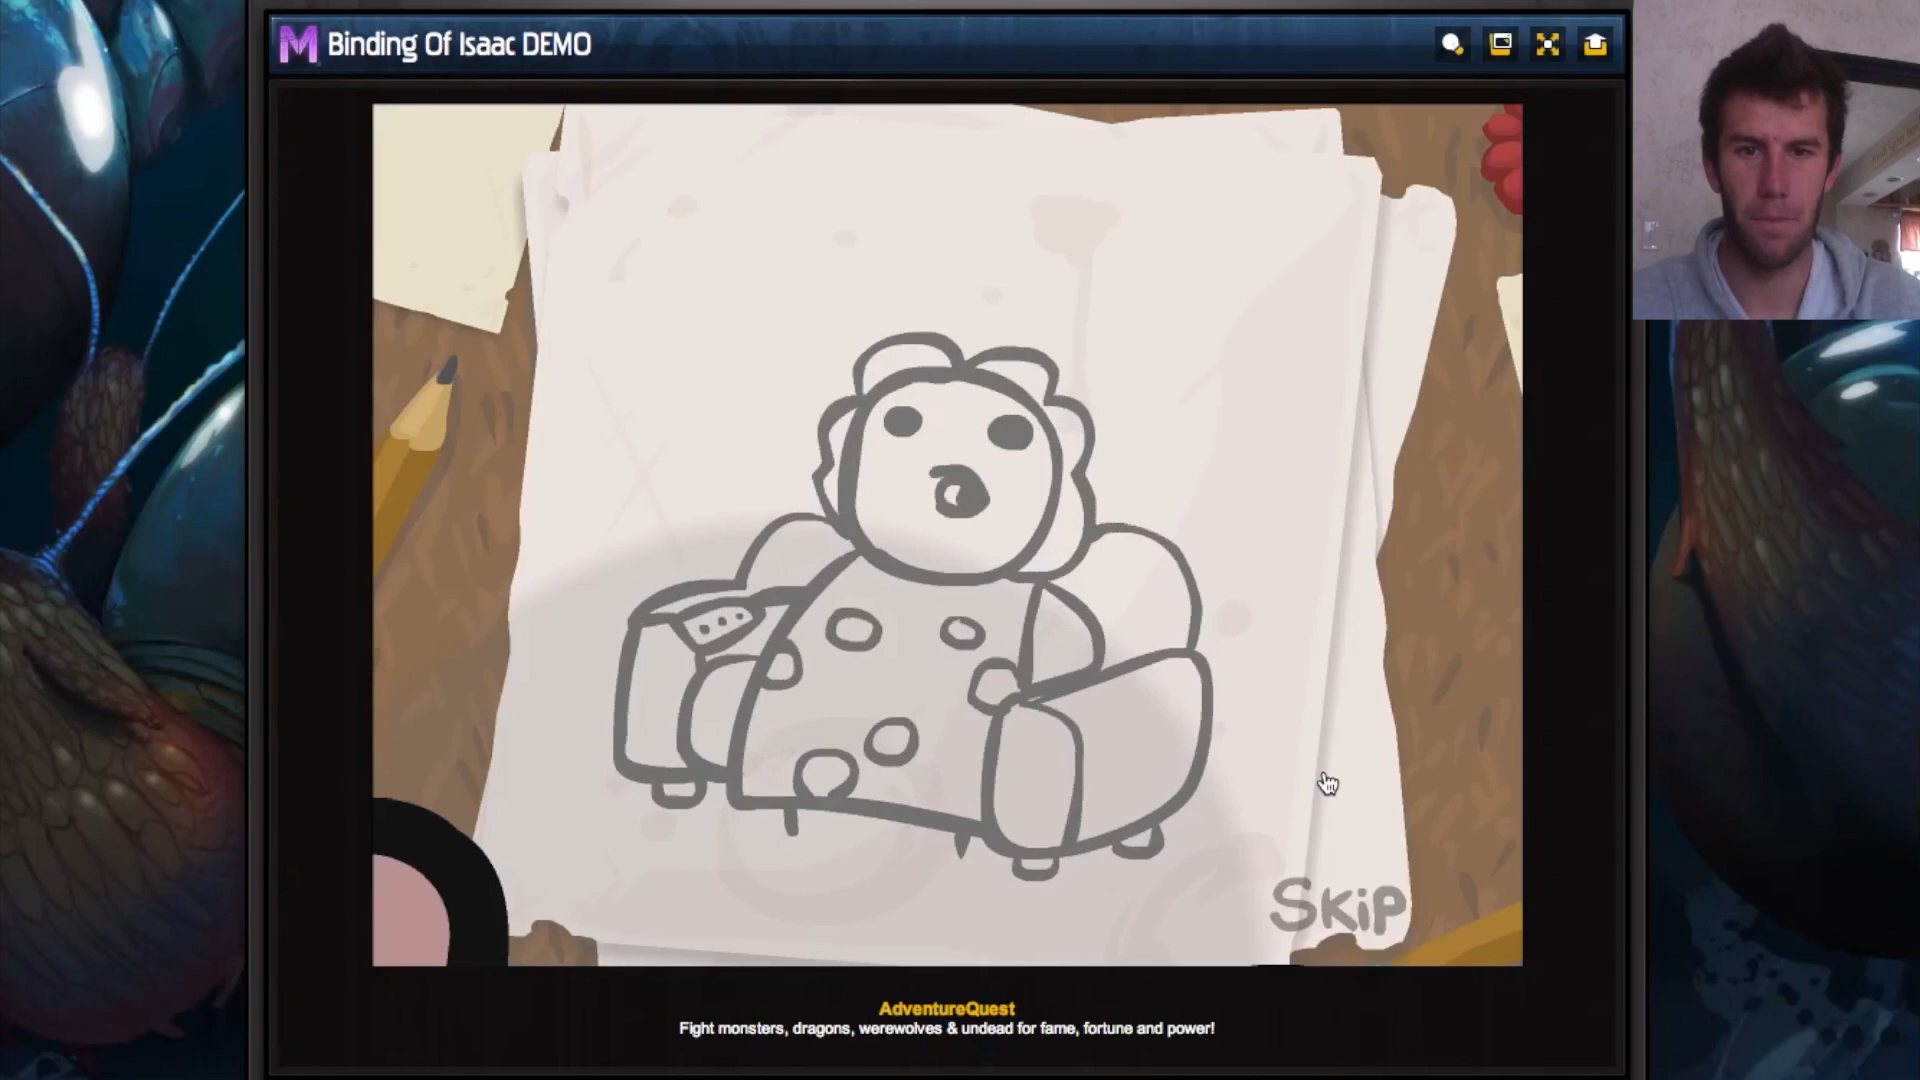 M Binding Of Isaac DEMO
Skip
AdventureQuest
Fight monsters, dragons, werewolves & undead for fame, fortune and power!